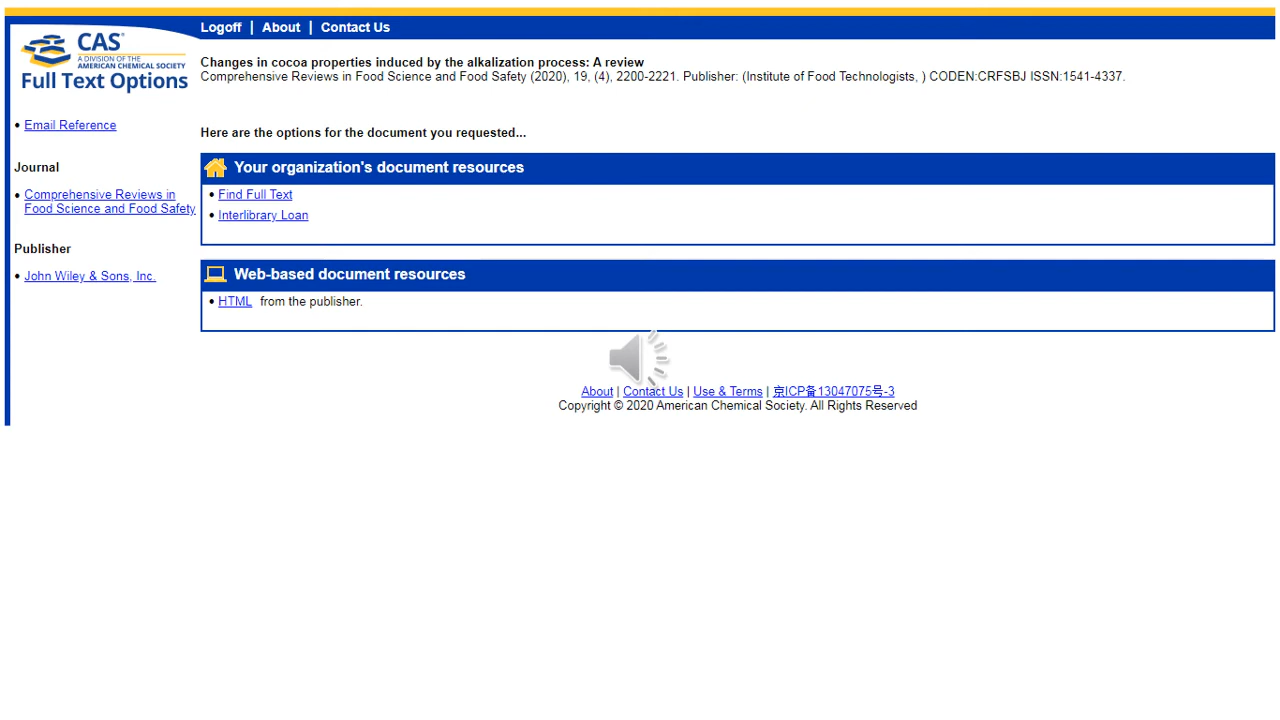 Logoff | About | Contact Us
CAS®
A DIVISION OF THE
AMERICAN CHEMICAL SOCIETY
Full Text Options
Changes in cocoa properties induced by the alkalization process: A review
Comprehensive Reviews in Food Science and Food Safety (2020), 19, (4), 2200-2221. Publisher: (Institute of Food Technologists, ) CODEN:CRFSBJ ISSN:1541-4337.
• Email Reference
Journal
• Comprehensive Reviews in
Food Science and Food Safety
Publisher
• John Wiley & Sons, Inc.
Here are the options for the document you requested...
Your organization's document resources
• Find Full Text
• Interlibrary Loan
Web-based document resources
• HTML from the publisher.
About | Contact Us | Use & Terms | 京ICP备13047075号-3
Copyright © 2020 American Chemical Society. All Rights Reserved